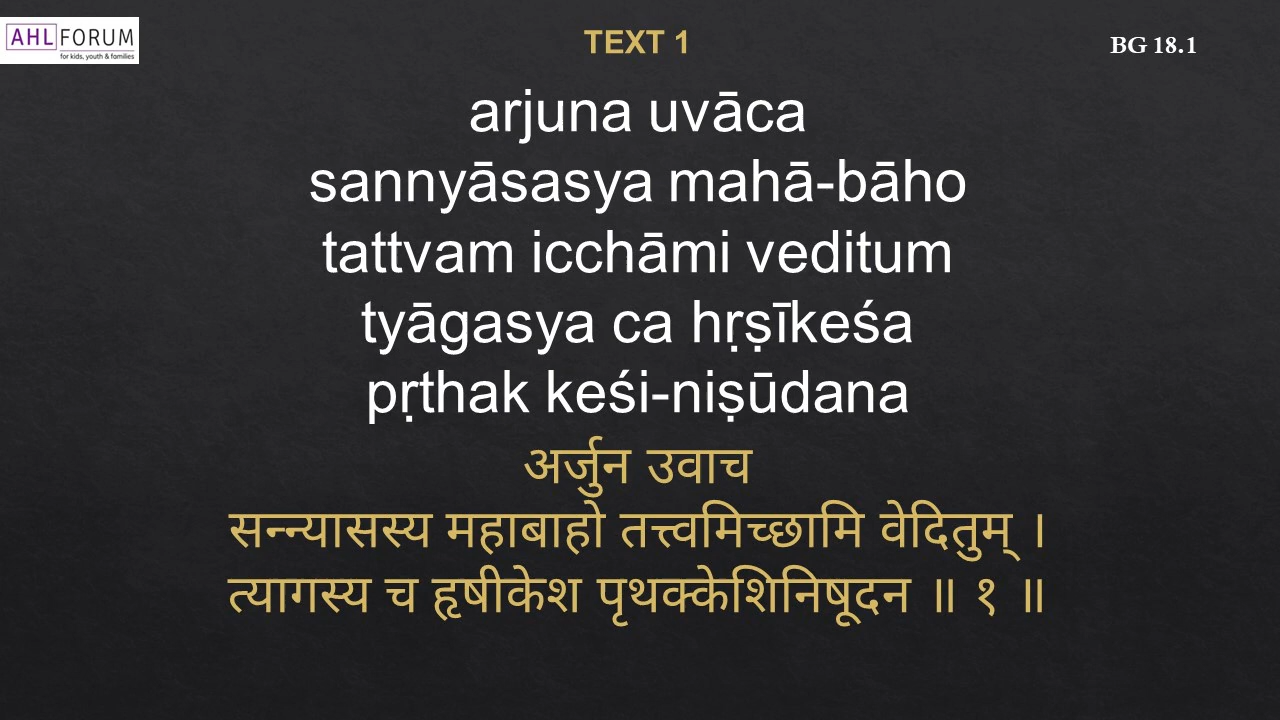 AHL FORUM
for kids, youth & families
TEXT 1
BG 18.1
arjuna uvāca
sannyāsasya mahā-bāho
tattvam icchāmi veditum
tyāgasya ca hṛṣīkeśa
pṛthak keśi-niṣūdana
अर्जुन उवाच
सन्न्यासस्य महाबाहो तत्त्वमिच्छामि वेदितुम् ।
त्यागस्य च हृषीकेश पृथक्केशिनिषूदन ॥ १ ॥